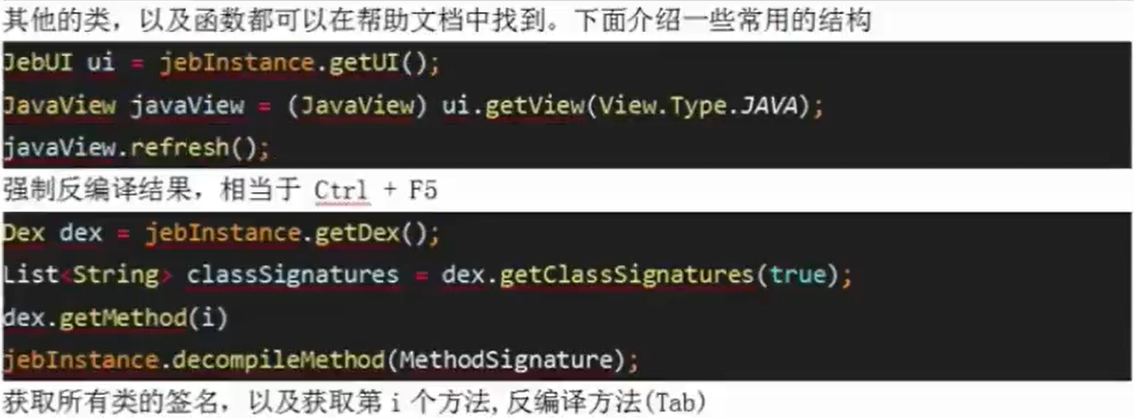 其他的类，以及函数都可以在帮助文档中找到。下面介绍一些常用的结构
JebUI ui = jebInstance.getUI();
JavaView javaView = (JavaView) ui.getView(View.Type.JAVA);
javaView.refresh();
强制反编译结果，相当于 Ctrl + F5
Dex dex = jebInstance.getDex();
List<String> classSignatures = dex.getClassSignatures(true);
dex.getMethod(i)
jebInstance.decompileMethod(MethodSignature);
获取所有类的签名，以及获取第 i 个方法,反编译方法(Tab)